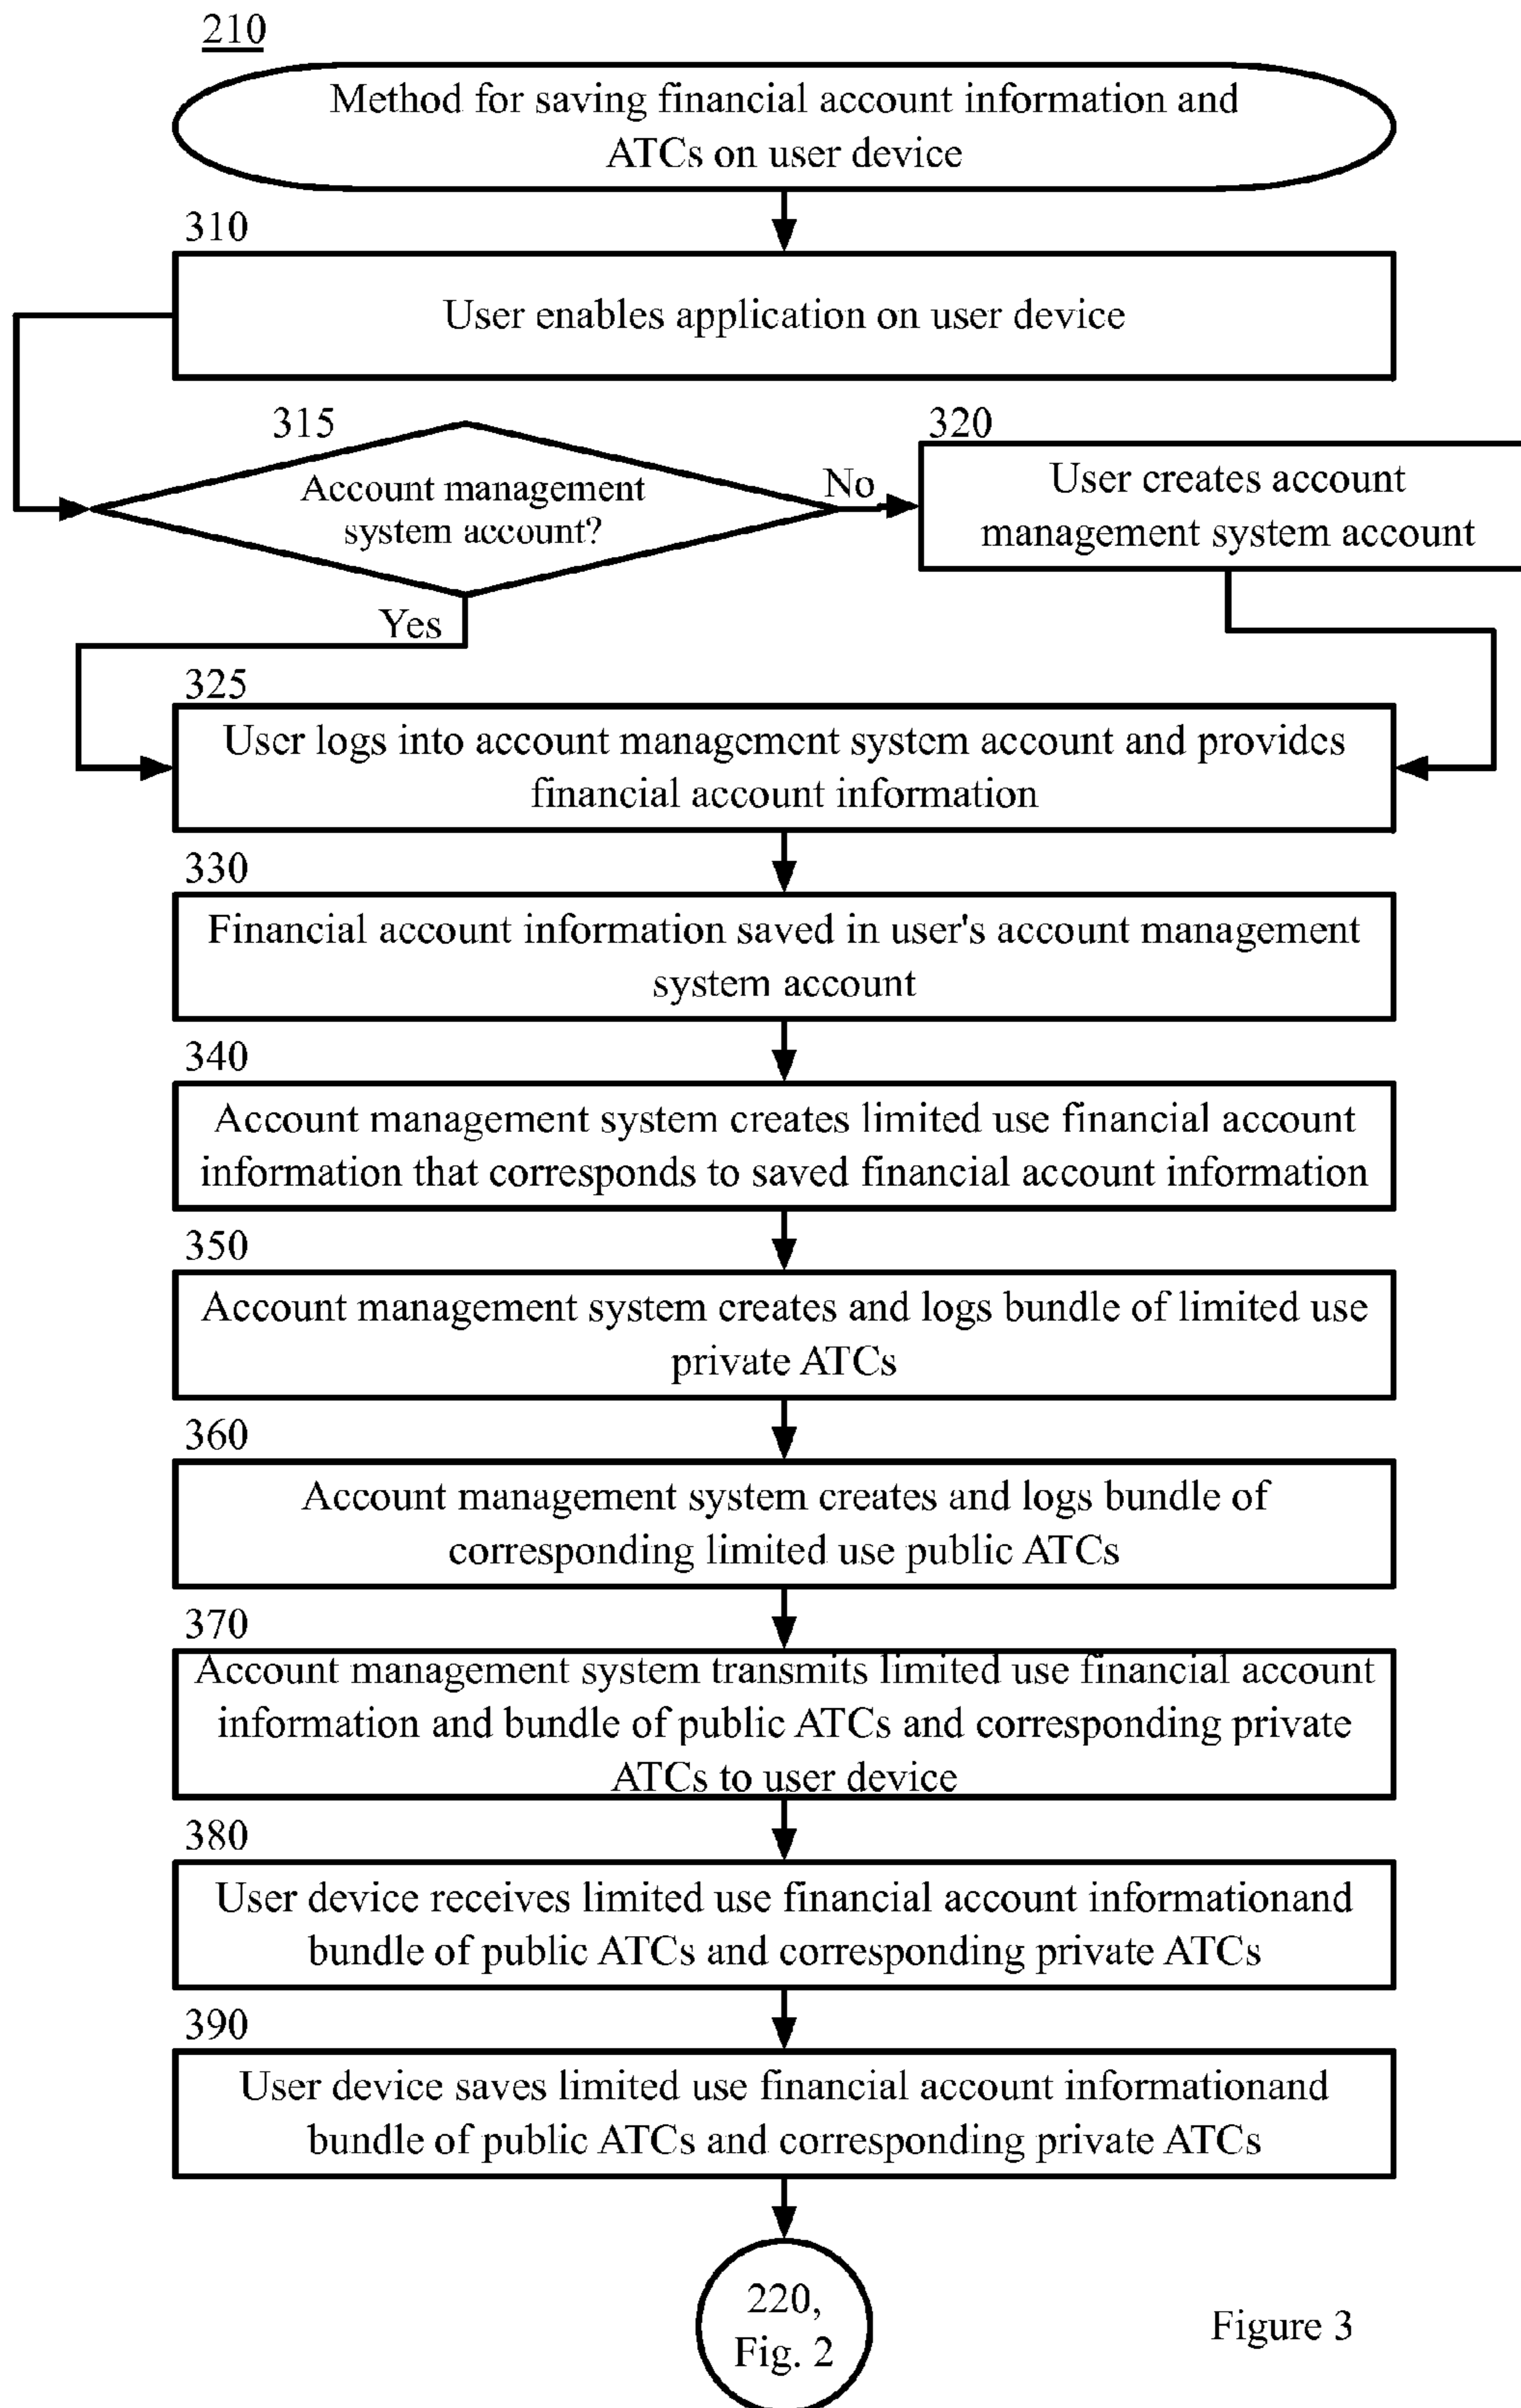 210
Method for saving financial account information and
ATCs on user device
310
User enables application on user device
315
Account management
system account?
No
320
User creates account
management system account
Yes
325
User logs into account management system account and provides
financial account information
330
Financial account information saved in user's account management
system account
340
Account management system creates limited use financial account
information that corresponds to saved financial account information
350
Account management system creates and logs bundle of limited use
private ATCs
360
Account management system creates and logs bundle of
corresponding limited use public ATCs
370
Account management system transmits limited use financial account
information and bundle of public ATCs and corresponding private
ATCs to user device
380
User device receives limited use financial account informationand
bundle of public ATCs and corresponding private ATCs
390
User device saves limited use financial account informationand
bundle of public ATCs and corresponding private ATCs
220,
Fig. 2
Figure 3